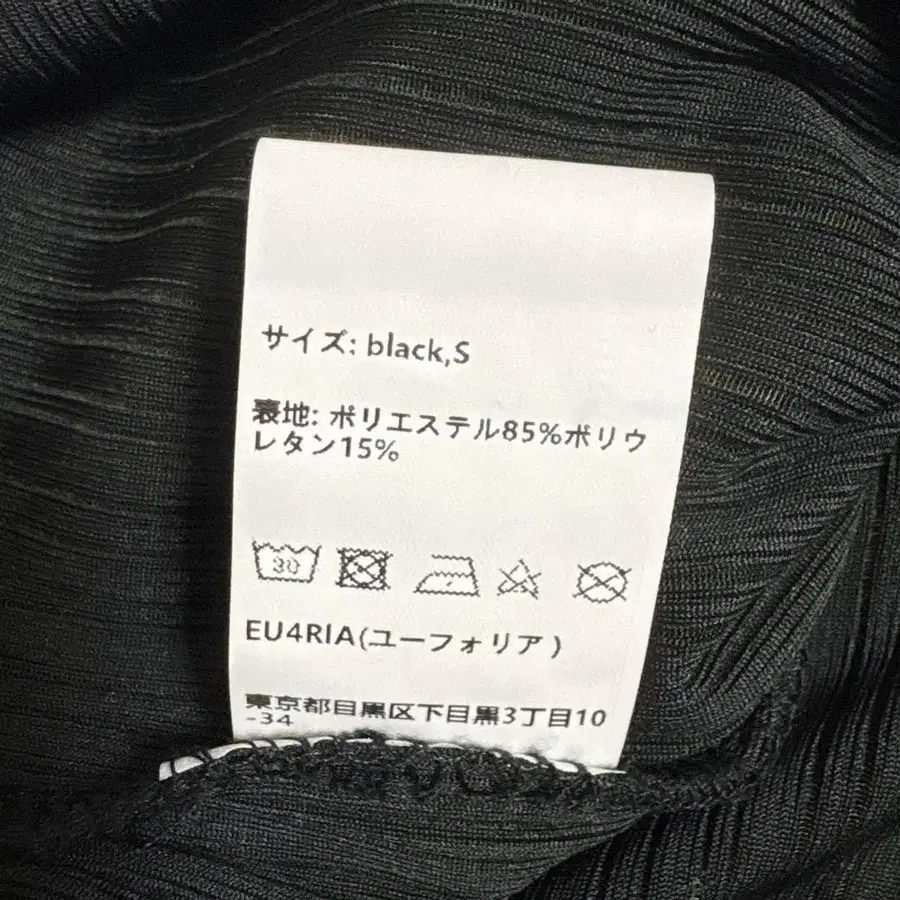 サイズ: black,S
表地: ポリエステル85%ポリウ
レタン15%
30
EU4RIA(ユーフォリア)
東京都目黒区下目黒3丁目10
-34